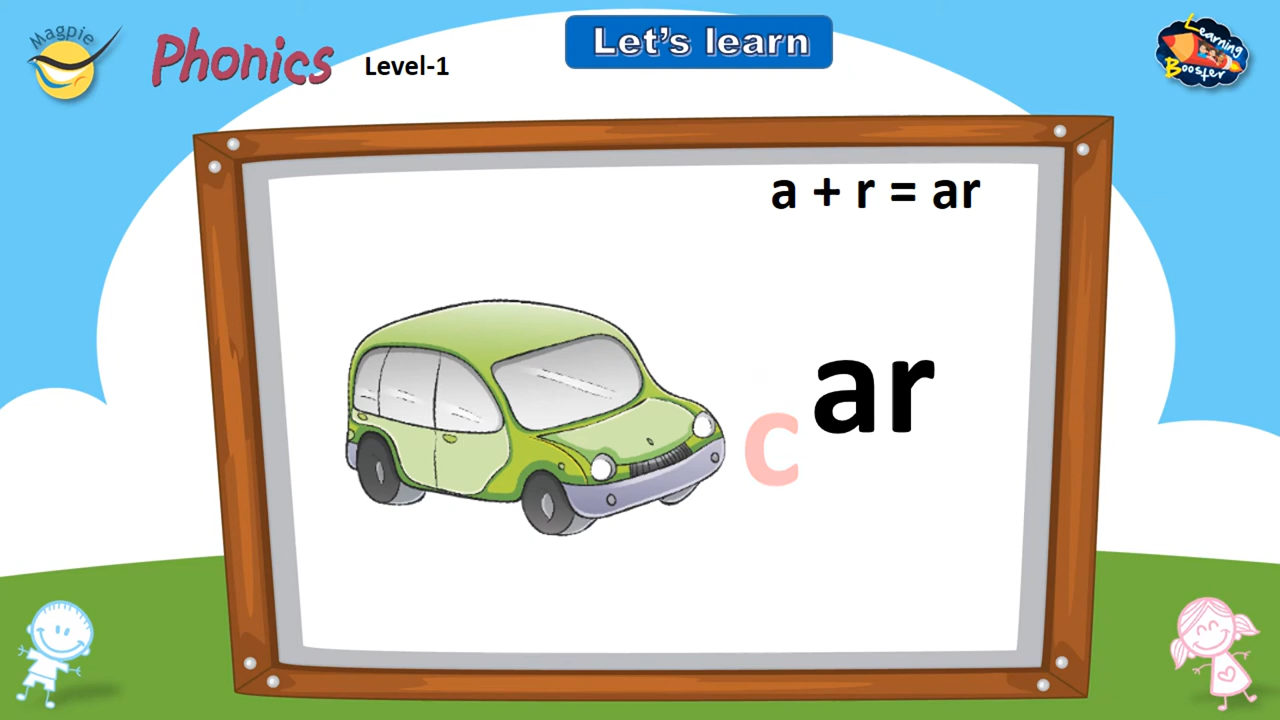 Magpie
Phonics
Level-1
Let's learn
Learning
Booster
a + r = ar
c ar